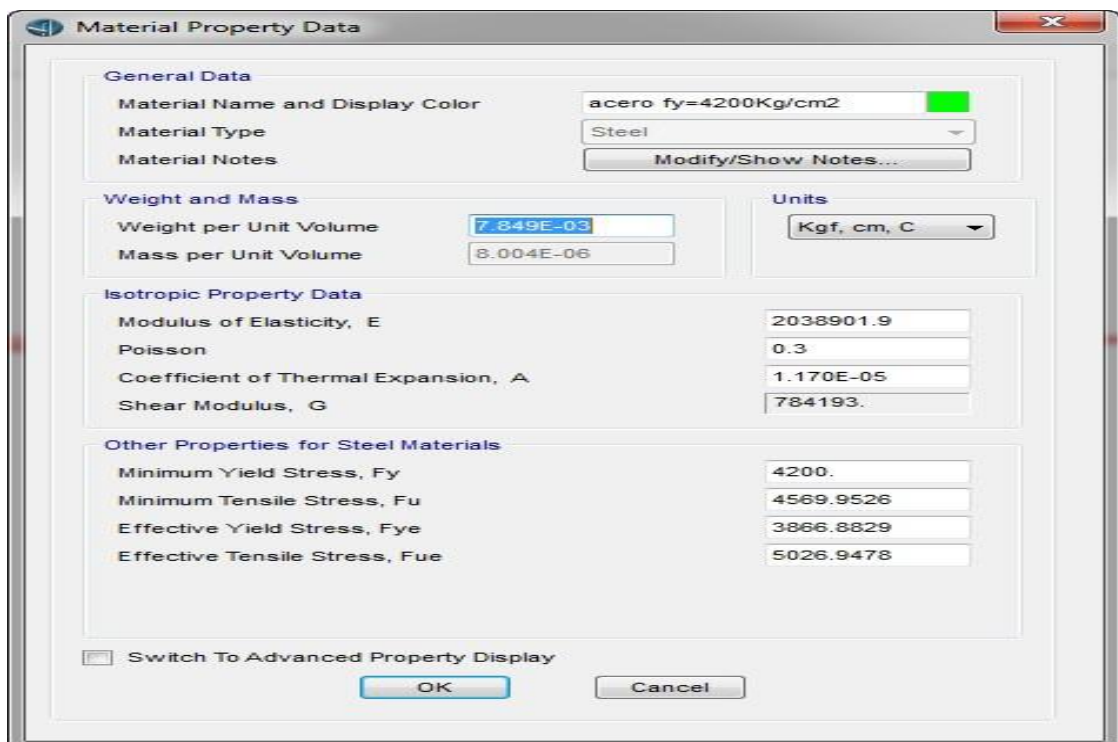 Material Property Data
General Data
Material Name and Display Color acero fy=4200Kg/cm2
Material Type Steel
Material Notes Modify/Show Notes...
Weight and Mass Units
Weight per Unit Volume 7.849E-03 Kgf, cm, C
Mass per Unit Volume 8.004E-06
Isotropic Property Data
Modulus of Elasticity, E 2038901.9
Poisson 0.3
Coefficient of Thermal Expansion, A 1.170E-05
Shear Modulus, G 784193.
Other Properties for Steel Materials
Minimum Yield Stress, Fy 4200.
Minimum Tensile Stress, Fu 4569.9526
Effective Yield Stress, Fye 3866.8829
Effective Tensile Stress, Fue 5026.9478
Switch To Advanced Property Display
OK Cancel